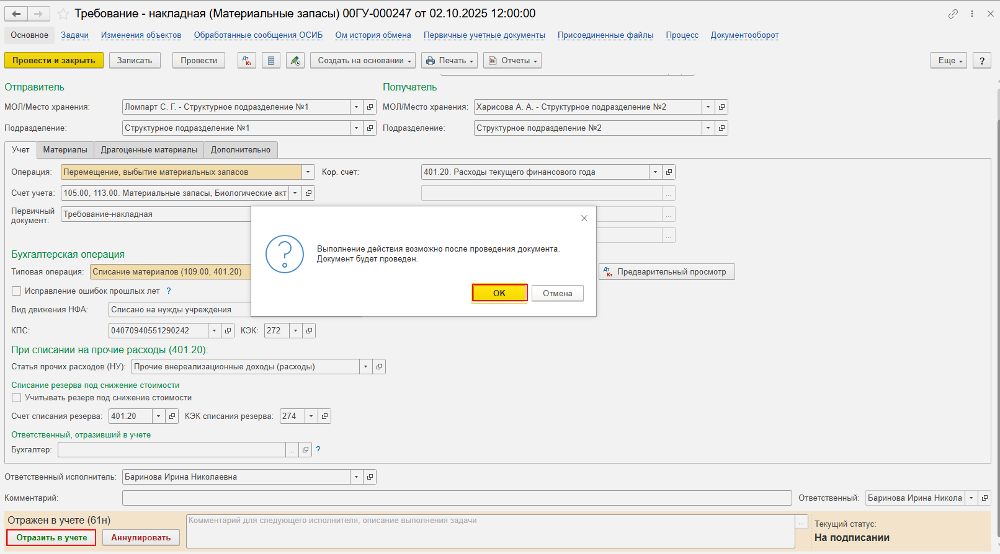 Требование - накладная (Материальные запасы) 00ГУ-000247 от 02.10.2025 12:00:00
Основное Задачи Изменения объектов Обработанные сообщения ОСИБ Ом история обмена Первичные учетные документы Присоединенные файлы Процесс Документооборот
Провести и закрыть Записать Провести Дт Кт Создать на основании Печать Отчеты Еще ?
Отправитель Получатель
МОЛ/Место хранения: Ломпарт С. Г. - Структурное подразделение №1 МОЛ/Место хранения: Харисова А. А. - Структурное подразделение №2
Подразделение: Структурное подразделение №1 Подразделение: Структурное подразделение №2
Учет Материалы Драгоценные материалы Дополнительно
Операция: Перемещение, выбытие материальных запасов Кор. счет: 401.20. Расходы текущего финансового года
Счет учета: 105.00, 113.00. Материальные запасы, Биологические акт ...
Первичный документ: Требование-накладная ...
...
Выполнение действия возможно после проведения документа.
Документ будет проведен.
ОК Отмена
Бухгалтерская операция
Типовая операция: Списание материалов (109.00, 401.20) Дт Кт Предварительный просмотр
Исправление ошибок прошлых лет ?
Вид движения НФА: Списано на нужды учреждения
КПС: 04070940551290242 КЭК: 272
При списании на прочие расходы (401.20):
Статья прочих расходов (НУ): Прочие внереализационные доходы (расходы)
Списание резерва под снижение стоимости
Учитывать резерв под снижение стоимости
Счет списания резерва: 401.20 КЭК списания резерва: 274
Ответственный, отразивший в учете
Бухгалтер: ... ?
Ответственный исполнитель: Баринова Ирина Николаевна
Комментарий: Ответственный: Баринова Ирина Никола
Отражен в учете (61н) Комментарий для следующего исполнителя, описание выполнения задачи ... Текущий статус:
Отразить в учете Аннулировать На подписании